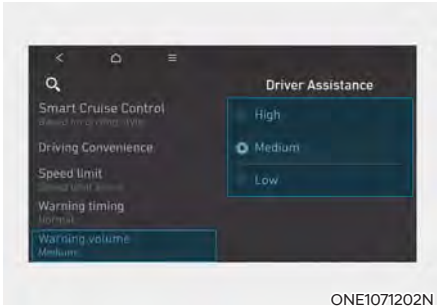 Driver Assistance
Smart Cruise Control
Based on driving style
Driving Convenience
Speed limit
Warning timing
Normal
Warning volume
Medium
High
Medium
Low
ONE1071202N